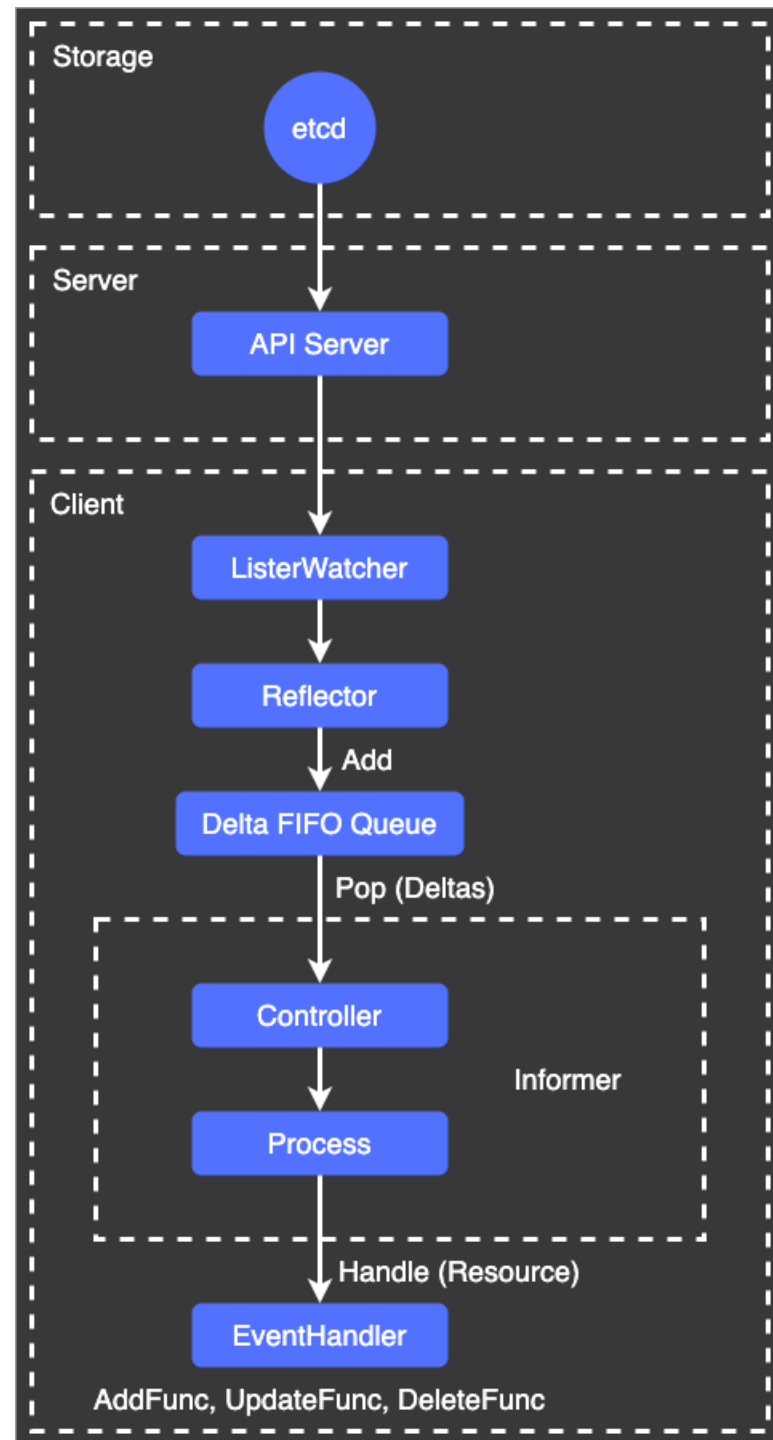 Storage
etcd
Server
API Server
Client
ListerWatcher
Reflector
Add
Delta FIFO Queue
Pop (Deltas)
Controller
Informer
Process
Handle (Resource)
EventHandler
AddFunc, UpdateFunc, DeleteFunc